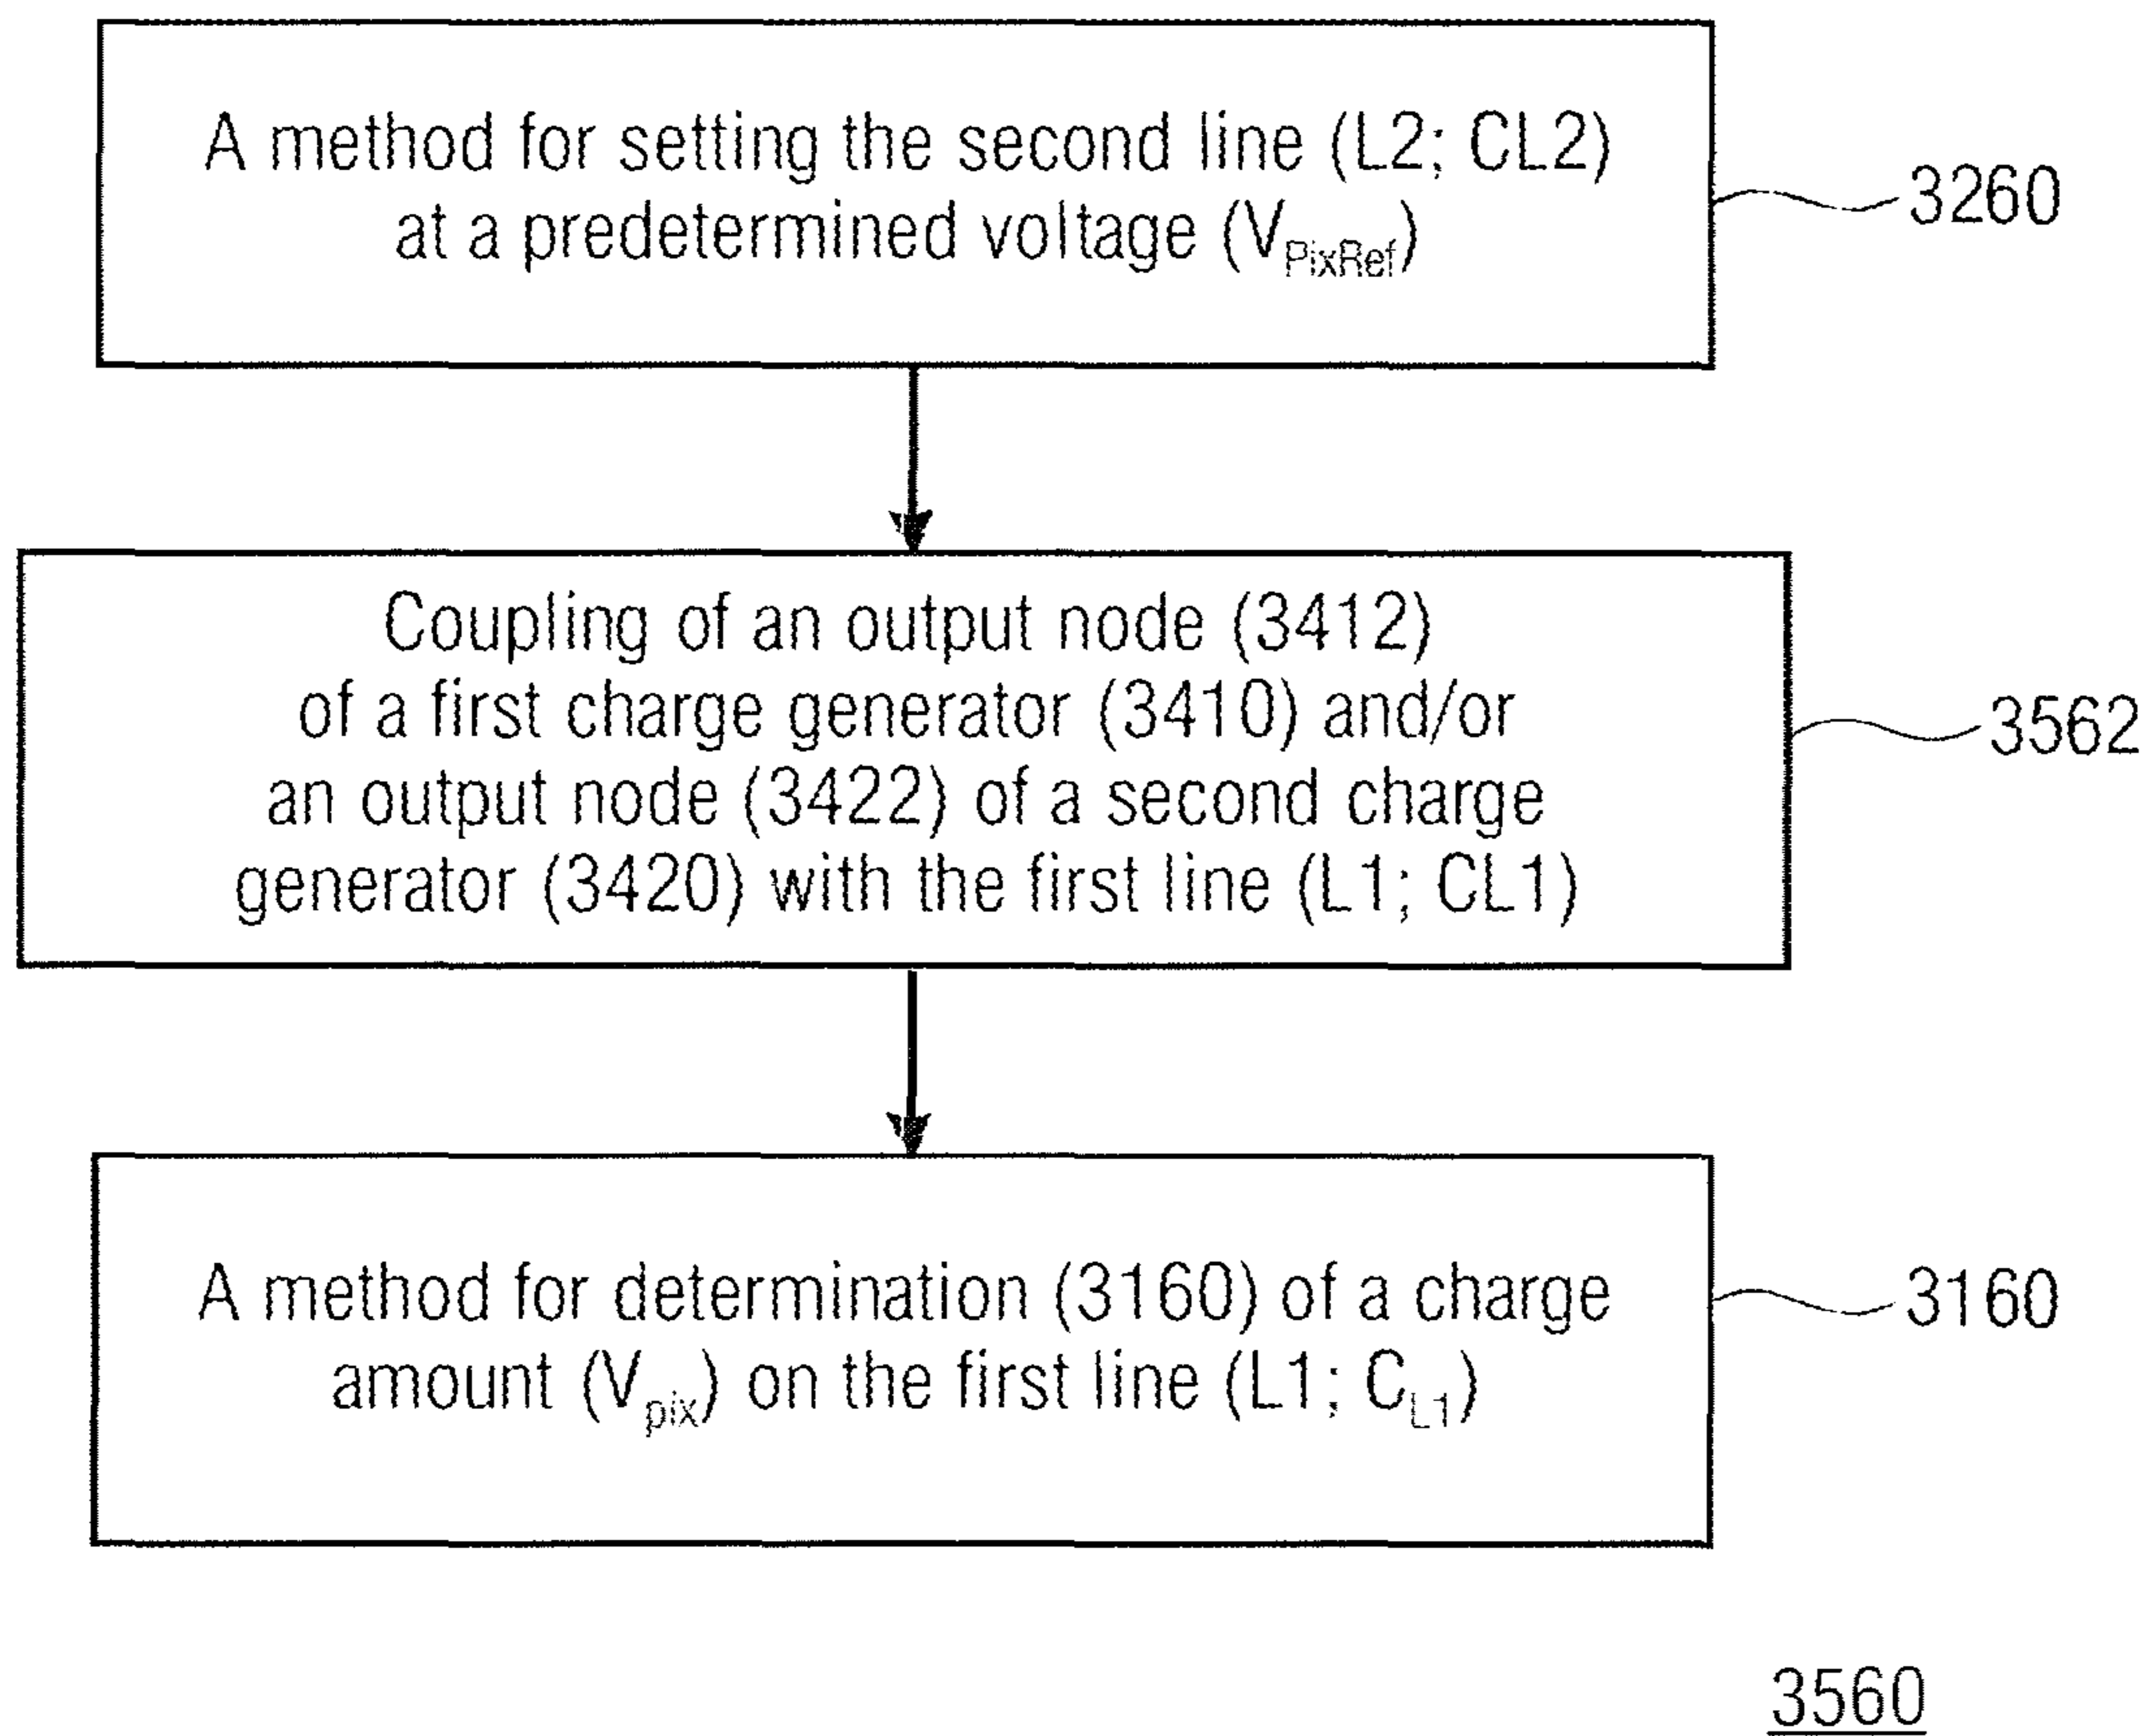 A method for setting the second line (L2; CL2)
at a predetermined voltage (VPixRef)
3260
Coupling of an output node (3412)
of a first charge generator (3410) and/or
an output node (3422) of a second charge
generator (3420) with the first line (L1; CL1)
3562
A method for determination (3160) of a charge
amount (Vpix) on the first line (L1; CL1)
3160
3560